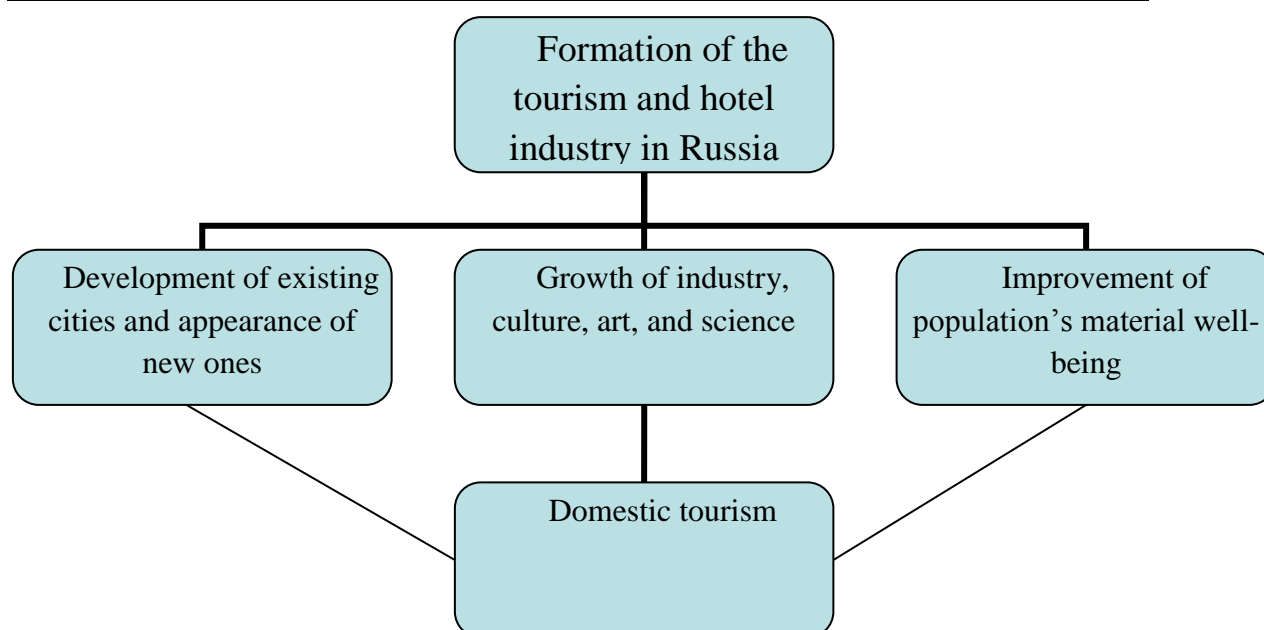 Formation of the
tourism and hotel
industry in Russia
Development of existing
cities and appearance of
new ones
Growth of industry,
culture, art, and science
Improvement of
population’s material well-
being
Domestic tourism